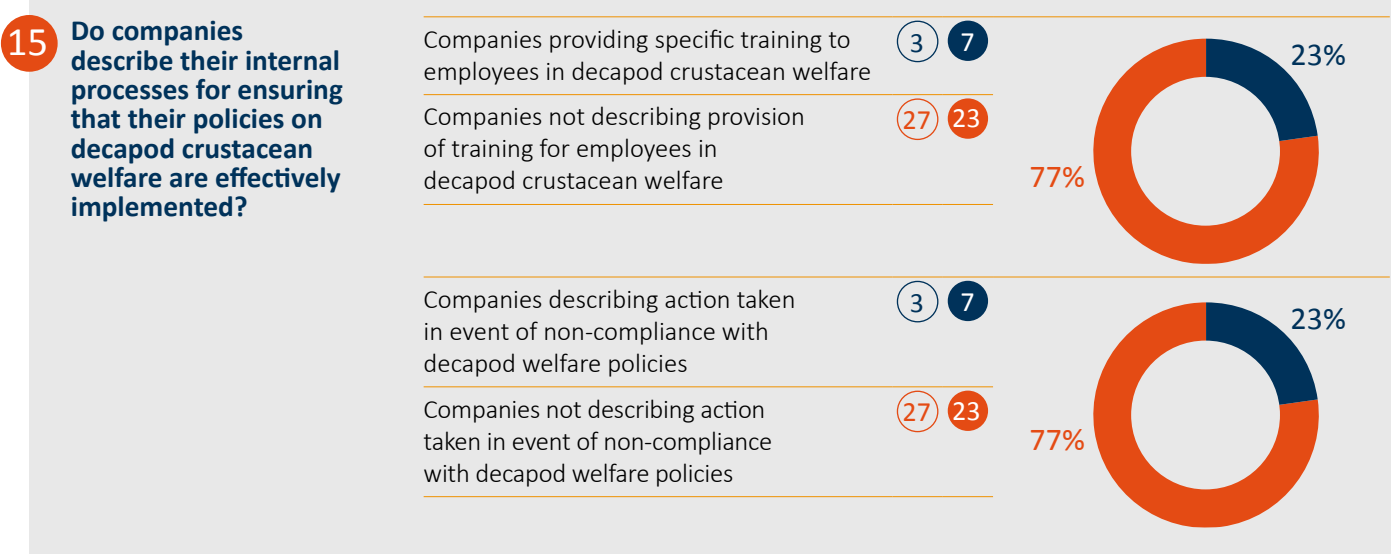 15
Do companies
describe their internal
processes for ensuring
that their policies on
decapod crustacean
welfare are effectively
implemented?
Companies providing specific training to
employees in decapod crustacean welfare
3 7
Companies not describing provision
of training for employees in
decapod crustacean welfare
27 23
23%
77%
Companies describing action taken
in event of non-compliance with
decapod welfare policies
3 7
Companies not describing action
taken in event of non-compliance
with decapod welfare policies
27 23
23%
77%